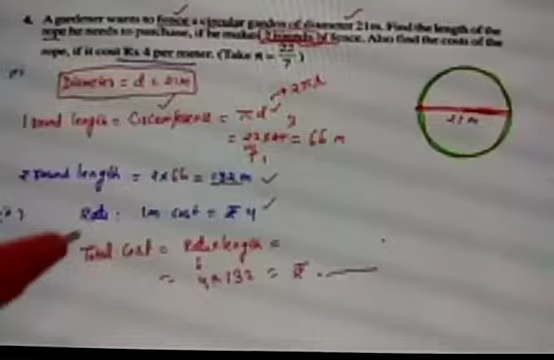 4. A gardener wants to fence a circular garden of diameter 21m. Find the length of the
rope he needs to purchase, if he makes 2 rounds of fence. Also find the costs of the
rope, if it cost Rs 4 per meter. (Take π = 22/7)
Diameter = d = 21m
2πd
1 Round length = Circumference = πd
= 22×21/7 = 66 m
21 m
2 Round length = 2×66 = 132 m
Rate: 1m cost = ₹ 4
Total Cost = Rate × length =
= 4×132 = ₹.